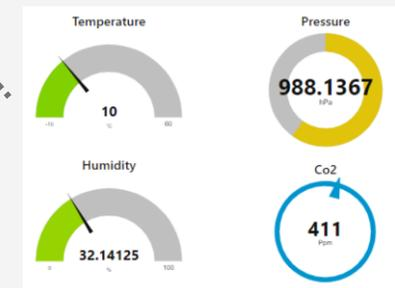 Temperature
10
%
-10
60
Pressure
988.1367
hPa
Humidity
32.14125
%
0
100
Co2
411
Ppm